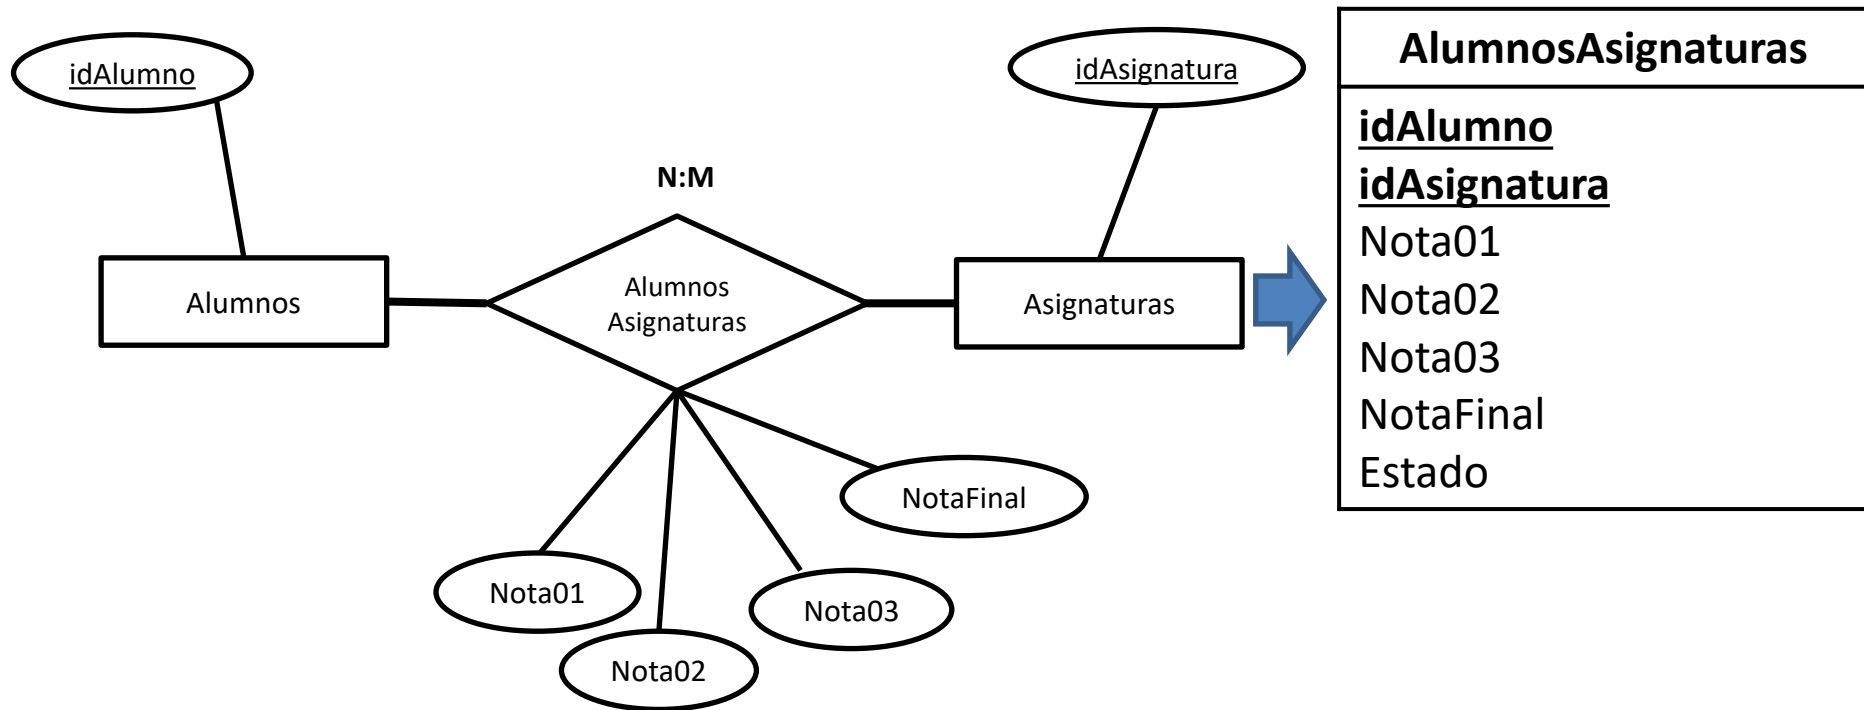 idAlumno
idAsignatura
N:M
Alumnos
Alumnos
Asignaturas
Asignaturas
Nota01
Nota02
Nota03
NotaFinal
AlumnosAsignaturas
idAlumno
idAsignatura
Nota01
Nota02
Nota03
NotaFinal
Estado